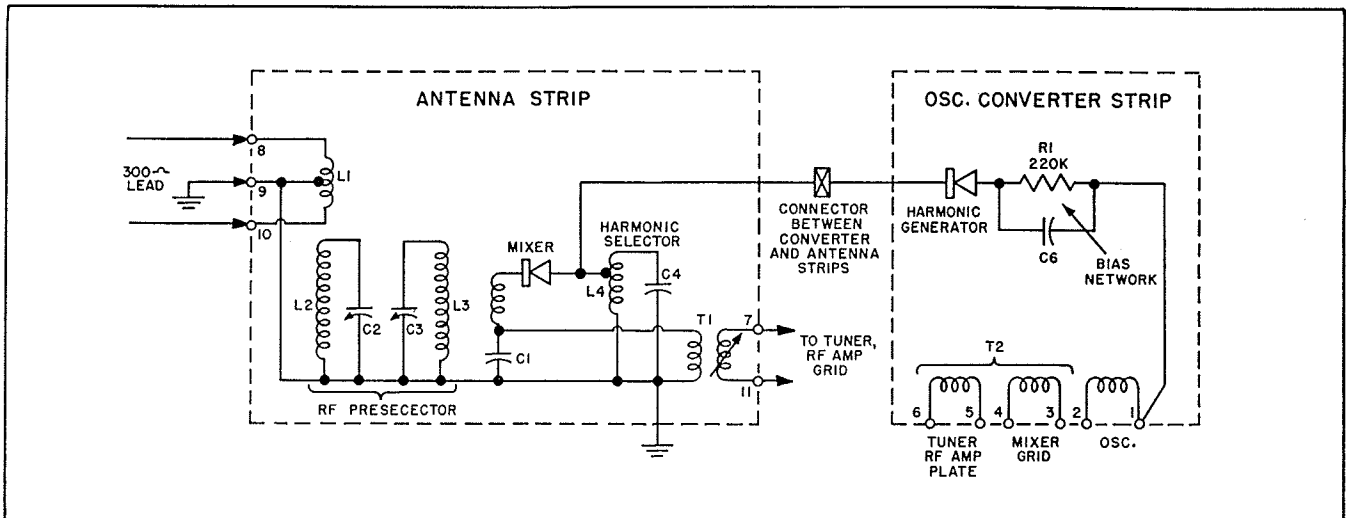 ANTENNA STRIP
OSC. CONVERTER STRIP
8
300~
LEAD
9
10
L1
L2
C2
C3
L3
RF PRESECECTOR
MIXER
HARMONIC
SELECTOR
L4
C4
C1
T1
7
11
TO TUNER,
RF AMP
GRID
CONNECTOR
BETWEEN
CONVERTER
AND ANTENNA
STRIPS
HARMONIC
GENERATOR
R1
220K
C6
BIAS
NETWORK
T2
6
5
4
3
2
1
TUNER
RF AMP
PLATE
MIXER
GRID
OSC.